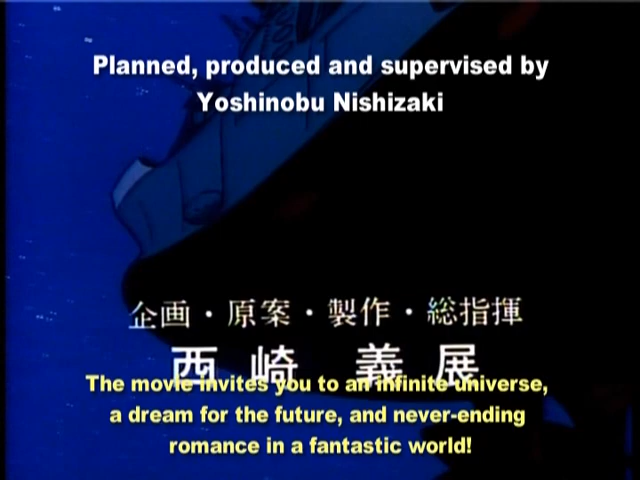 Planned, produced and supervised by
Yoshinobu Nishizaki
企画・原案・製作・総指揮
西崎 義展
The movie invites you to an infinite universe,
a dream for the future, and never-ending
romance in a fantastic world!